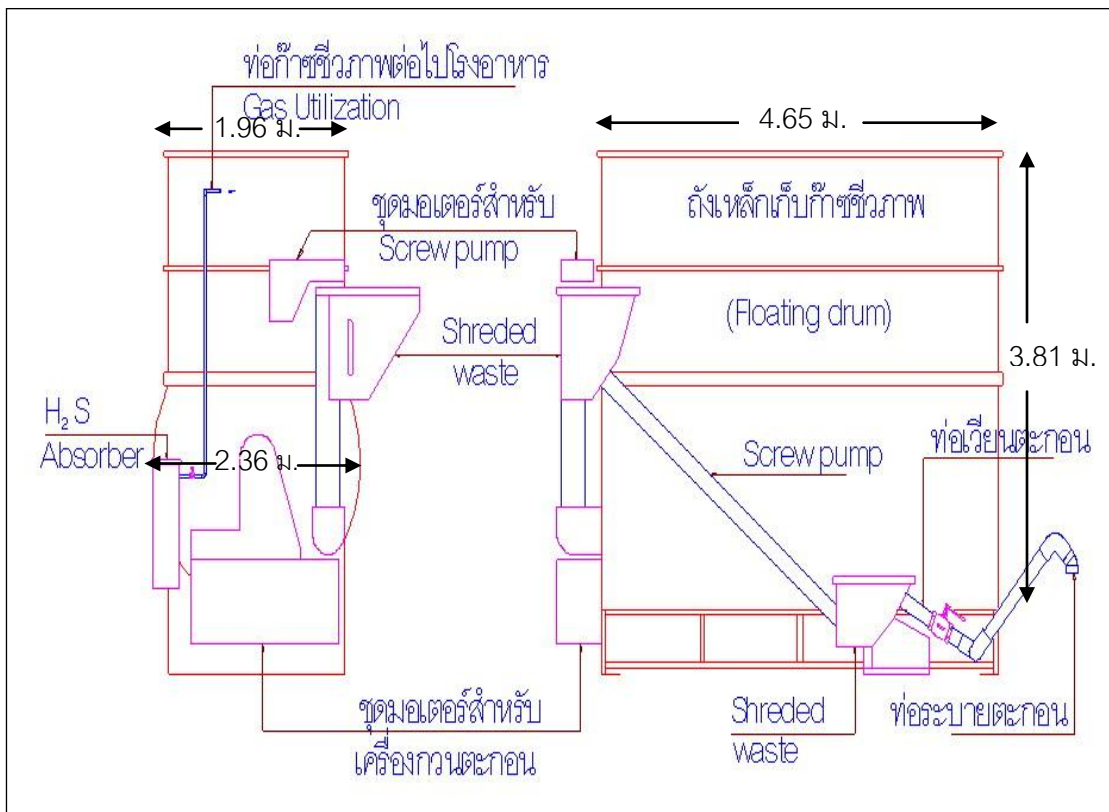 ท่อก๊าซชีวภาพต่อไปโรงอาหาร
Gas Utilization
1.96 ม.
4.65 ม.
ชุดมอเตอร์สำหรับ
Screw pump
ถังเหล็กเก็บก๊าซชีวภาพ
(Floating drum)
Shreded
waste
3.81 ม.
H₂S
Absorber
2.36 ม.
Screw pump
ท่อเวียนตะกอน
ชุดมอเตอร์สำหรับ
เครื่องกวนตะกอน
Shreded
waste
ท่อระบายตะกอน